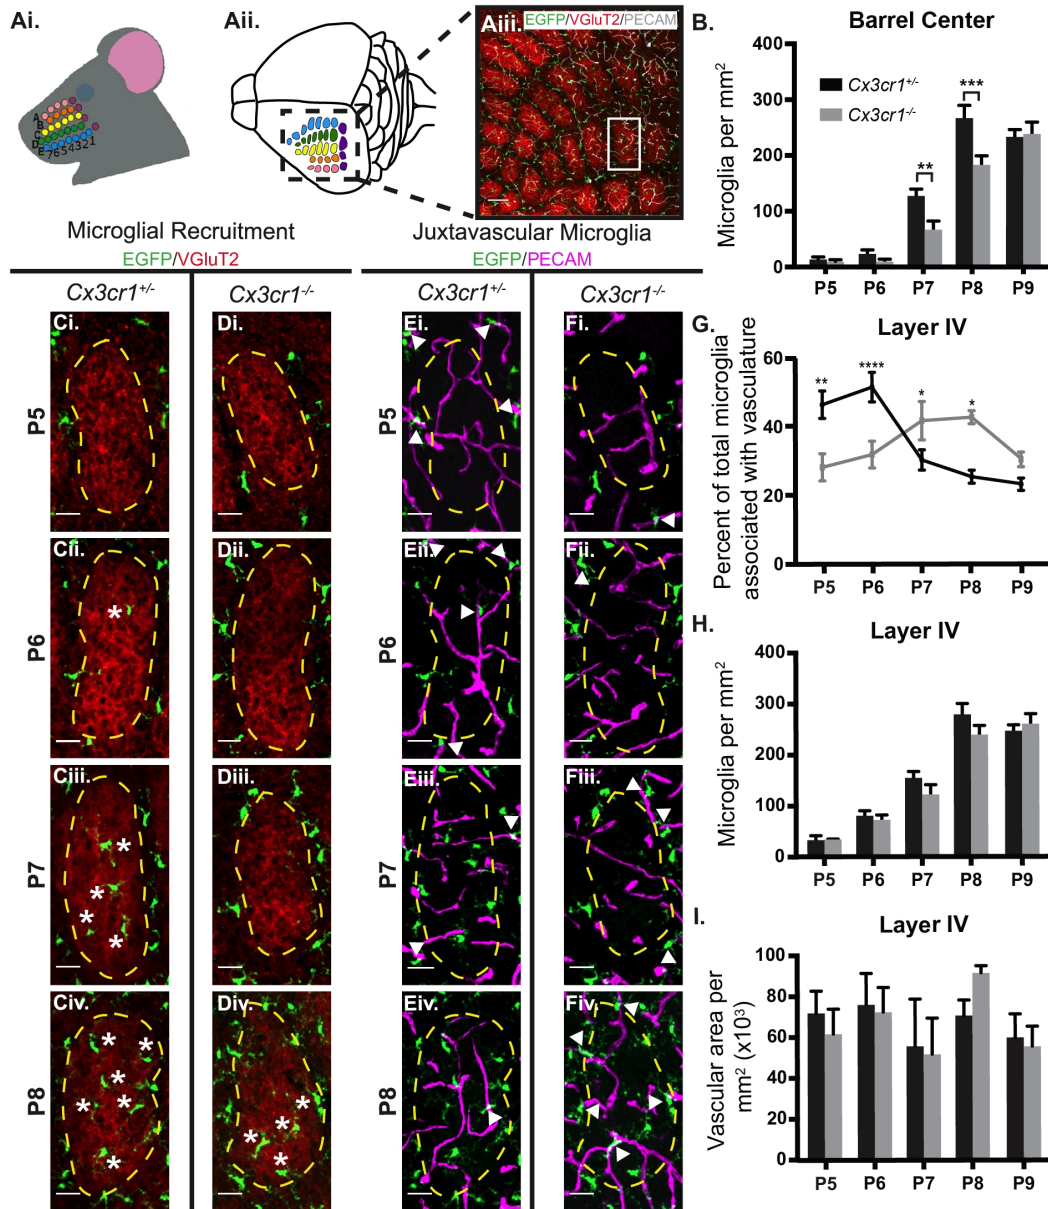 Ai.
A
B
C
D
E
7654321
Aii.
Aiii.
EGFP/VGluT2/PECAM
B.
Barrel Center
Microglia per mm²
400
300
200
100
0
Cx3cr1+/-
Cx3cr1-/-
**
***
P5 P6 P7 P8 P9
Microglial Recruitment
EGFP/VGluT2
Juxtavascular Microglia
EGFP/PECAM
Cx3cr1+/-
Cx3cr1-/-
Cx3cr1+/-
Cx3cr1-/-
P5
Ci.
Di.
Ei.
Fi.
P6
Cii.
*
Dii.
Eii.
Fii.
P7
Ciii.
*
*
*
*
Diii.
Eiii.
Fiii.
P8
Civ.
*
*
*
*
*
*
Div.
*
*
*
*
Eiv.
Fiv.
G.
Layer IV
Percent of total microglia
associated with vasculature
60
40
20
0
**
****
*
*
P5 P6 P7 P8 P9
H.
Layer IV
Microglia per mm²
400
300
200
100
0
P5 P6 P7 P8 P9
I.
Layer IV
Vascular area per
mm² (x10³)
100
80
60
40
20
0
P5 P6 P7 P8 P9